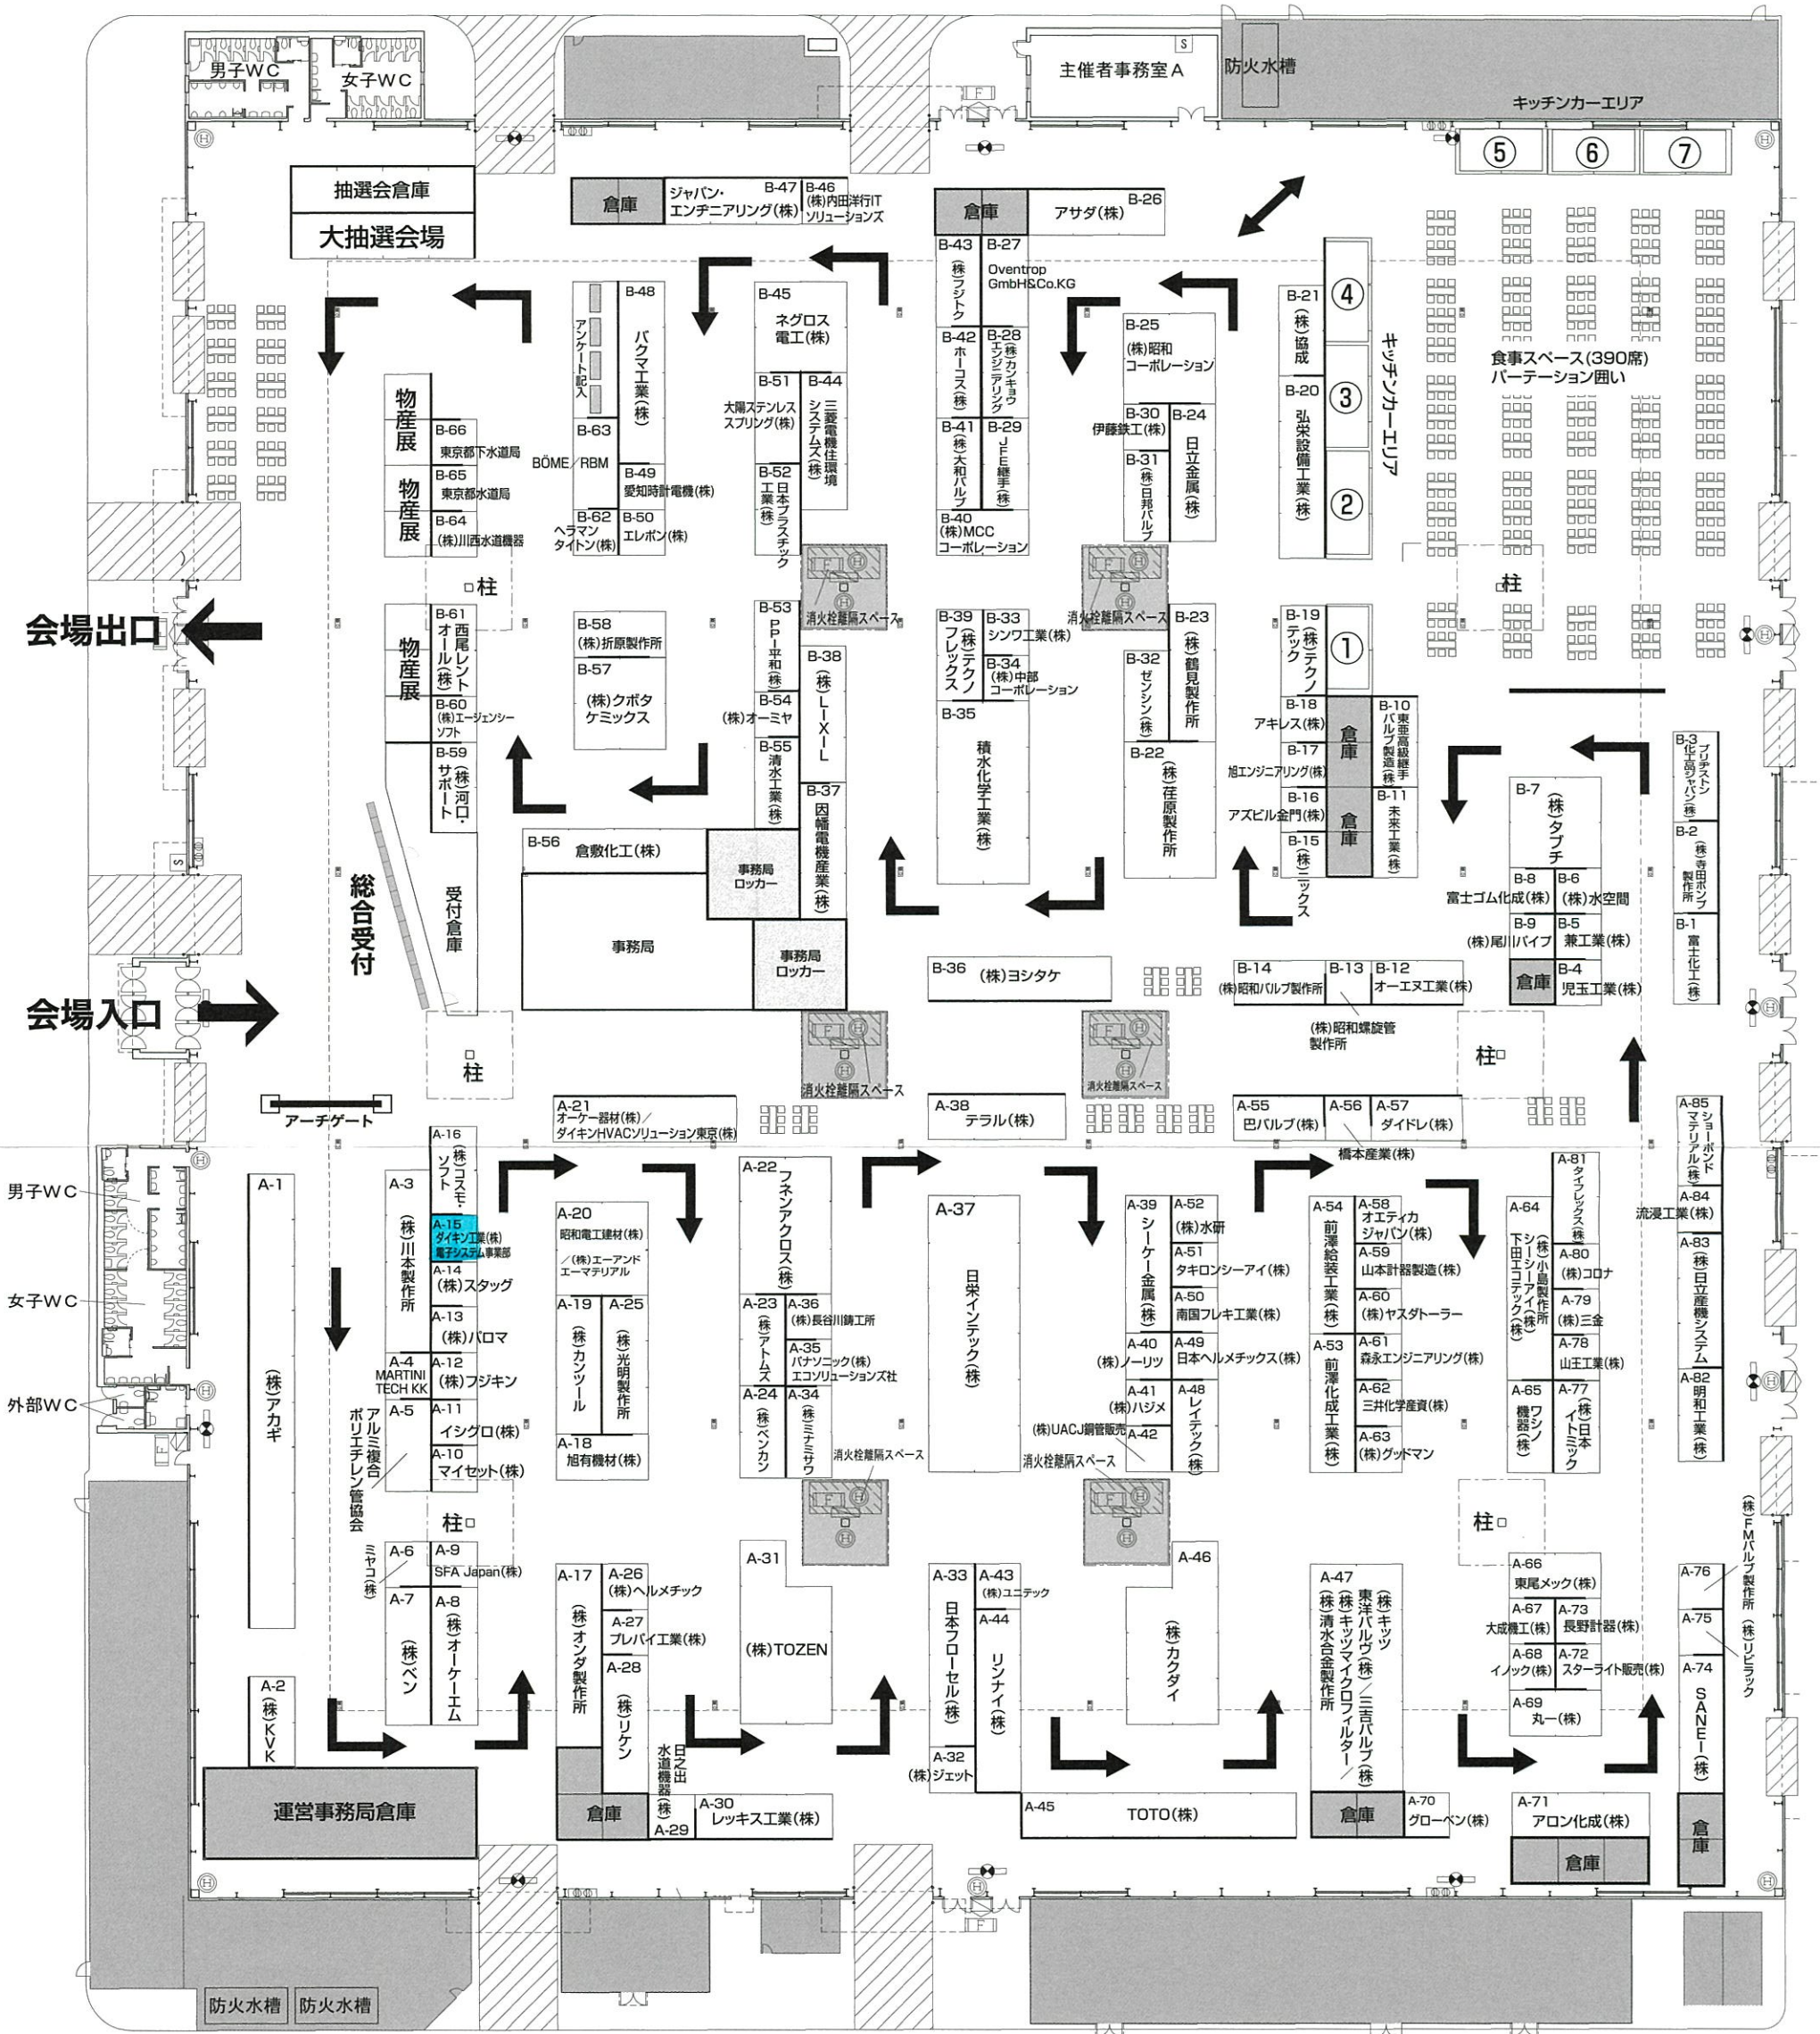 男子WC
女子WC
主催者事務室A
S
防火水槽
キッチンカーエリア
⑤
⑥
⑦
抽選会倉庫
大抽選会場
倉庫
ジャパン・
エンヂニアリング(株)
B-47
B-46
(株)内田洋行IT
ソリューションズ
倉庫
アサダ(株)
B-26
B-43
(株)フジトク
B-27
Oventrop
GmbH&Co.KG
B-48
バクマ工業(株)
アンケート記入
B-45
ネグロス
電工(株)
B-42
ホーコス(株)
B-28
(株)カンキョウ
エンジニアリング
B-25
(株)昭和
コーポレーション
B-21
(株)協成
④
③
②
キッチンカーエリア
食事スペース(390席)
パーテーション囲い
物産展
B-66
東京都下水道局
B-63
BÖME/RBM
B-51
大陽ステンレス
スプリング(株)
B-44
三菱電機住環境
システムズ(株)
B-41
(株)大和バルブ
B-29
JFE継手(株)
B-30
伊藤鉄工(株)
B-24
日立金属(株)
B-20
弘栄設備工業(株)
物産展
B-65
東京都水道局
B-64
(株)川西水道機器
B-49
愛知時計電機(株)
B-62
ヘラマン
タイトン(株)
B-50
エレポン(株)
B-52
日本プラスチック
工業(株)
B-40
(株)MCC
コーポレーション
B-31
(株)日邦バルブ
柱
F
H
消火栓離隔スペース
F
H
消火栓離隔スペース
柱
会場出口
物産展
B-61
西尾レント
オール(株)
B-60
(株)エージェンシー
ソフト
B-59
(株)河口・
サポート
B-58
(株)折原製作所
B-57
(株)クボタ
ケミックス
B-53
PPI平和(株)
B-54
(株)オーミヤ
B-55
清水工業(株)
B-38
(株)LIXIL
B-37
因幡電機産業(株)
B-39
(株)テクノ
フレックス
B-33
シンワ工業(株)
B-34
(株)中部
コーポレーション
B-35
積水化学工業(株)
B-23
(株)鶴見製作所
B-32
ゼンシン(株)
B-22
(株)荏原製作所
B-19
(株)テクノ
テック
①
B-18
アキレス(株)
B-17
旭エンジニアリング(株)
B-16
アズビル金門(株)
B-15
(株)ニックス
倉庫
倉庫
B-10
東亜高級継手
バルブ製造(株)
B-11
未来工業(株)
B-7
(株)タブチ
B-3
ブリヂストン
化工品ジャパン(株)
B-2
(株)寺田ポンプ
製作所
B-1
富士化工(株)
B-8
富士ゴム化成(株)
B-6
(株)水空間
B-9
(株)尾川パイプ
B-5
兼工業(株)
倉庫
B-4
児玉工業(株)
S
総合受付
受付倉庫
B-56
倉敷化工(株)
事務局
ロッカー
事務局
事務局
ロッカー
B-36
(株)ヨシタケ
B-14
(株)昭和バルブ製作所
B-13
(株)昭和螺旋管
製作所
B-12
オーエヌ工業(株)
会場入口
柱
消火栓離隔スペース
消火栓離隔スペース
柱
アーチゲート
A-21
オーケー器材(株)/
ダイキンHVACソリューション東京(株)
A-38
テラル(株)
A-55
巴バルブ(株)
A-56
橋本産業(株)
A-57
ダイドレ(株)
A-85
ショーボンド
マテリアル(株)
A-84
流浸工業(株)
A-83
(株)日立産機システム
A-82
明和工業(株)
男子WC
女子WC
外部WC
A-1
(株)アカギ
A-2
(株)KVK
A-16
(株)コスモ・
ソフト
A-3
(株)川本製作所
A-15
ダイキン工業(株)
電子システム事業部
A-14
(株)スタッグ
A-13
(株)パロマ
A-4
MARTINI
TECH KK
A-12
(株)フジキン
A-5
アルミ複合
ポリエチレン管協会
A-11
イシグロ(株)
A-10
マイセット(株)
A-20
昭和電工建材(株)
/(株)エーアンド
エーマテリアル
A-19
(株)カンツール
A-25
(株)光明製作所
A-18
旭有機材(株)
A-22
フネンアクロス(株)
A-23
(株)アトムズ
A-36
(株)長谷川鋳工所
A-35
パナソニック(株)
エコソリューションズ社
A-24
(株)ベンカン
A-34
(株)ミナミサワ
A-37
日栄インテック(株)
A-39
シーケー金属(株)
A-52
(株)水研
A-51
タキロンシーアイ(株)
A-50
南国フレキ工業(株)
A-40
(株)ノーリツ
A-49
日本ヘルメチックス(株)
A-41
(株)ハジメ
A-48
レイテック(株)
A-42
(株)UACJ銅管販売
A-54
前澤給装工業(株)
A-58
オエティカ
ジャパン(株)
A-59
山本計器製造(株)
A-60
(株)ヤスダトーラー
A-53
前澤化成工業(株)
A-61
森永エンジニアリング(株)
A-62
三井化学産資(株)
A-63
(株)グッドマン
A-64
(株)小島製作所
シーシーアイ(株)
下田エコテック(株)
A-81
タイフレックス(株)
A-80
(株)コロナ
A-79
(株)三金
A-78
山王工業(株)
A-65
ワシノ
機器(株)
A-77
(株)日本
イトミック
柱
消火栓離隔スペース
消火栓離隔スペース
柱
A-6
ミヤコ(株)
A-9
SFA Japan(株)
A-7
(株)ベン
A-8
(株)オーケーエム
A-17
(株)オンダ製作所
A-26
(株)ヘルメチック
A-27
ブレバイ工業(株)
A-28
(株)リケン
A-31
(株)TOZEN
A-33
日本フローセル(株)
A-43
(株)ユニテック
A-44
リンナイ(株)
A-32
(株)ジェット
A-46
(株)カクダイ
A-47
(株)キッツ
東洋バルヴ(株)/三吉バルブ(株)
(株)キッツマイクロフィルター/
(株)清水合金製作所
A-66
東尾メック(株)
A-67
大成機工(株)
A-73
長野計器(株)
A-68
イノック(株)
A-72
スターライト販売(株)
A-69
丸一(株)
A-76
(株)FMバルブ製作所
A-75
(株)リビラック
A-74
SANEI(株)
運営事務局倉庫
倉庫
日之出
水道機器(株)
A-29
A-30
レッキス工業(株)
A-45
TOTO(株)
倉庫
A-70
グローベン(株)
A-71
アロン化成(株)
倉庫
倉庫
防火水槽
防火水槽